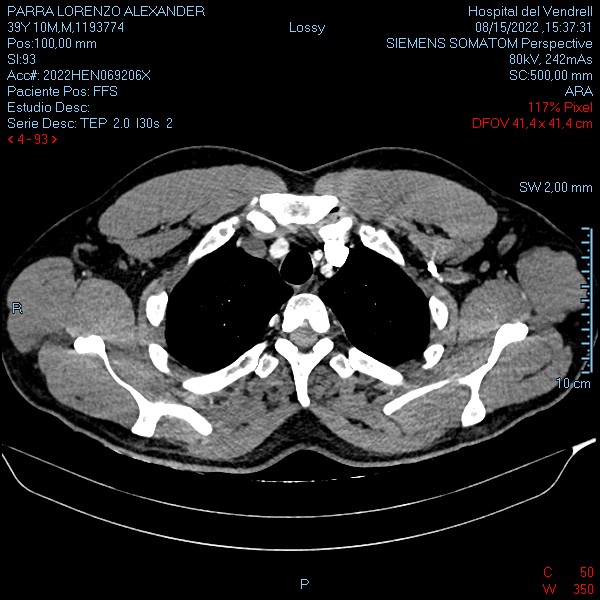 PARRA LORENZO ALEXANDER
39Y 10M,M,1193774
Pos:100,00 mm
SI:93
Acc#: 2022HEN069206X
Paciente Pos: FFS
Estudio Desc:
Serie Desc: TEP 2.0 I30s 2
< 4 - 93 >
Lossy
Hospital del Vendrell
08/15/2022 ,15:37:31
SIEMENS SOMATOM Perspective
80kV, 242mAs
SC:500,00 mm
ARA
117% Pixel
DFOV 41,4 x 41,4 cm
SW 2,00 mm
R
10 cm
P
C 50
W 350